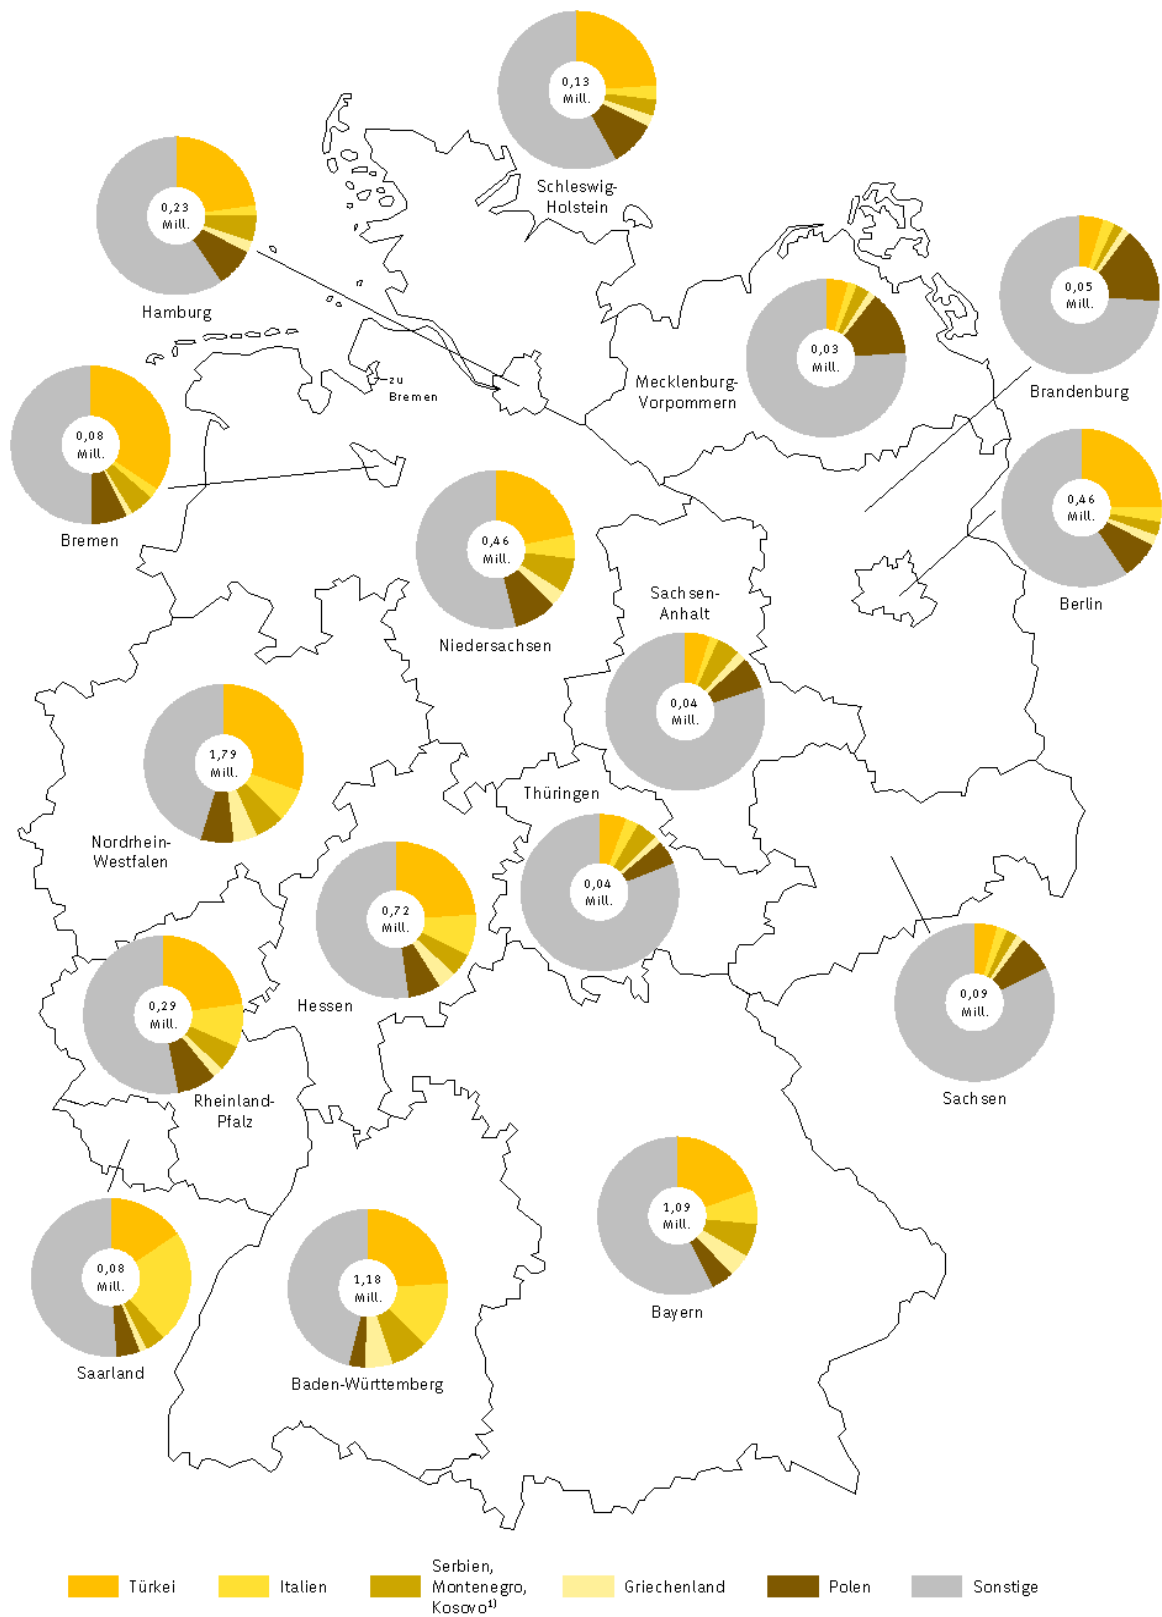 0,13
Mill.
Schleswig-
Holstein
0,23
Mill.
Hamburg
0,05
Mill.
Brandenburg
0,03
Mill.
Mecklenburg-
Vorpommern
zu
Bremen
0,08
Mill.
Bremen
0,46
Mill.
Berlin
0,46
Mill.
Niedersachsen
Sachsen-
Anhalt
0,04
Mill.
1,79
Mill.
Nordrhein-
Westfalen
Thüringen
0,04
Mill.
0,72
Mill.
Hessen
0,29
Mill.
Rheinland-
Pfalz
0,09
Mill.
Sachsen
0,08
Mill.
Saarland
1,18
Mill.
Baden-Württemberg
1,09
Mill.
Bayern
Türkei
Italien
Serbien,
Montenegro,
Kosovo¹⁾
Griechenland
Polen
Sonstige